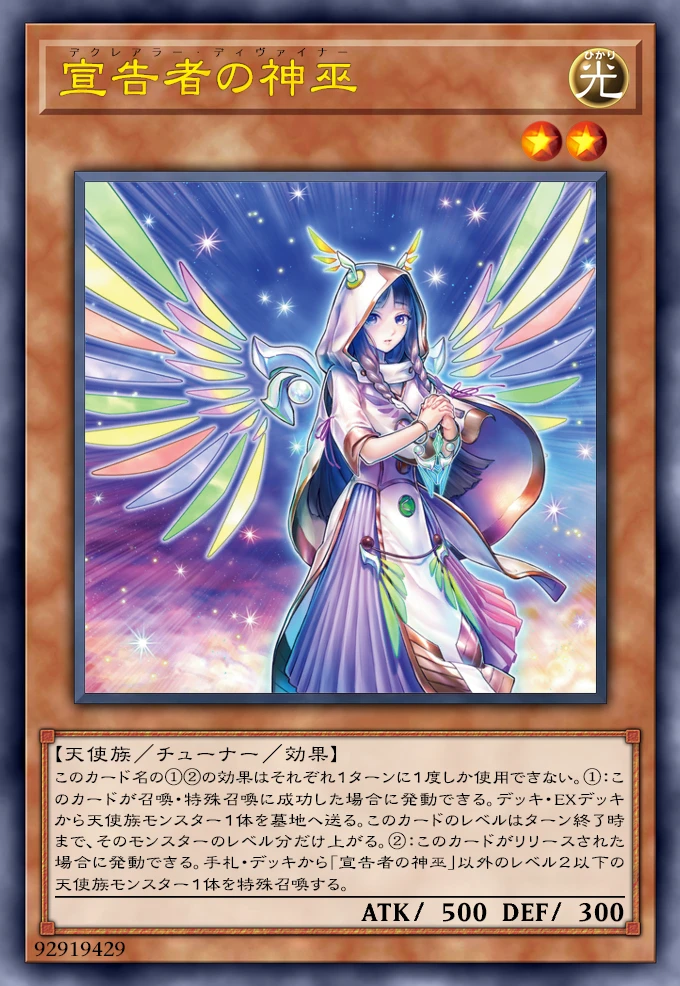 デクレアラー・ディヴァイナー
宣告者の神巫
ひかり
光
【天使族／チューナー／効果】
このカード名の①②の効果はそれぞれ1ターンに1度しか使用できない。①：こ
のカードが召喚・特殊召喚に成功した場合に発動できる。デッキ・EXデッキ
から天使族モンスター1体を墓地へ送る。このカードのレベルはターン終了時
まで、そのモンスターのレベル分だけ上がる。②：このカードがリリースされた
場合に発動できる。手札・デッキから「宣告者の神巫」以外のレベル2以下の
天使族モンスター1体を特殊召喚する。
ATK/ 500 DEF/ 300
92919429